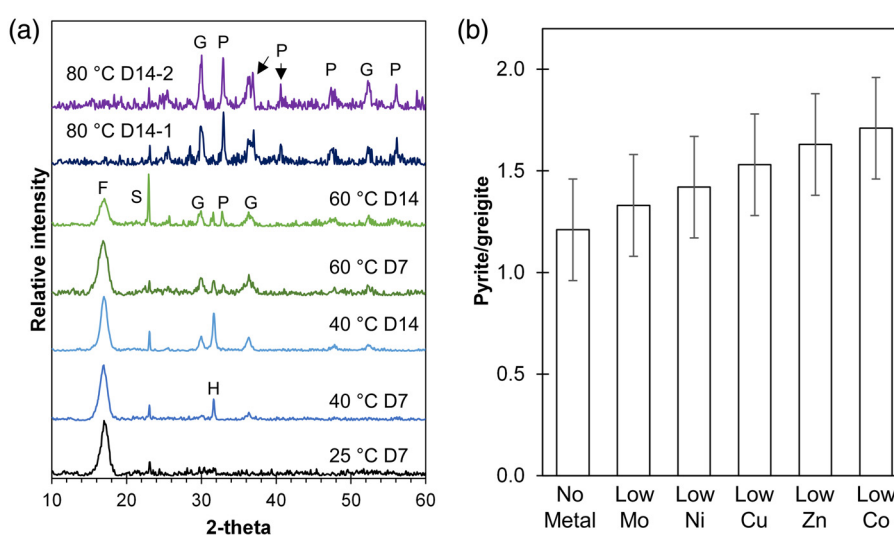 (a)
G P P P G P
80 °C D14-2
80 °C D14-1
F S G P G
60 °C D14
60 °C D7
40 °C D14
H
40 °C D7
25 °C D7
Relative intensity
10 20 30 40 50 60
2-theta
(b)
2.0
1.5
1.0
0.5
0.0
Pyrite/greigite
No Low Low Low Low Low
Metal Mo Ni Cu Zn Co